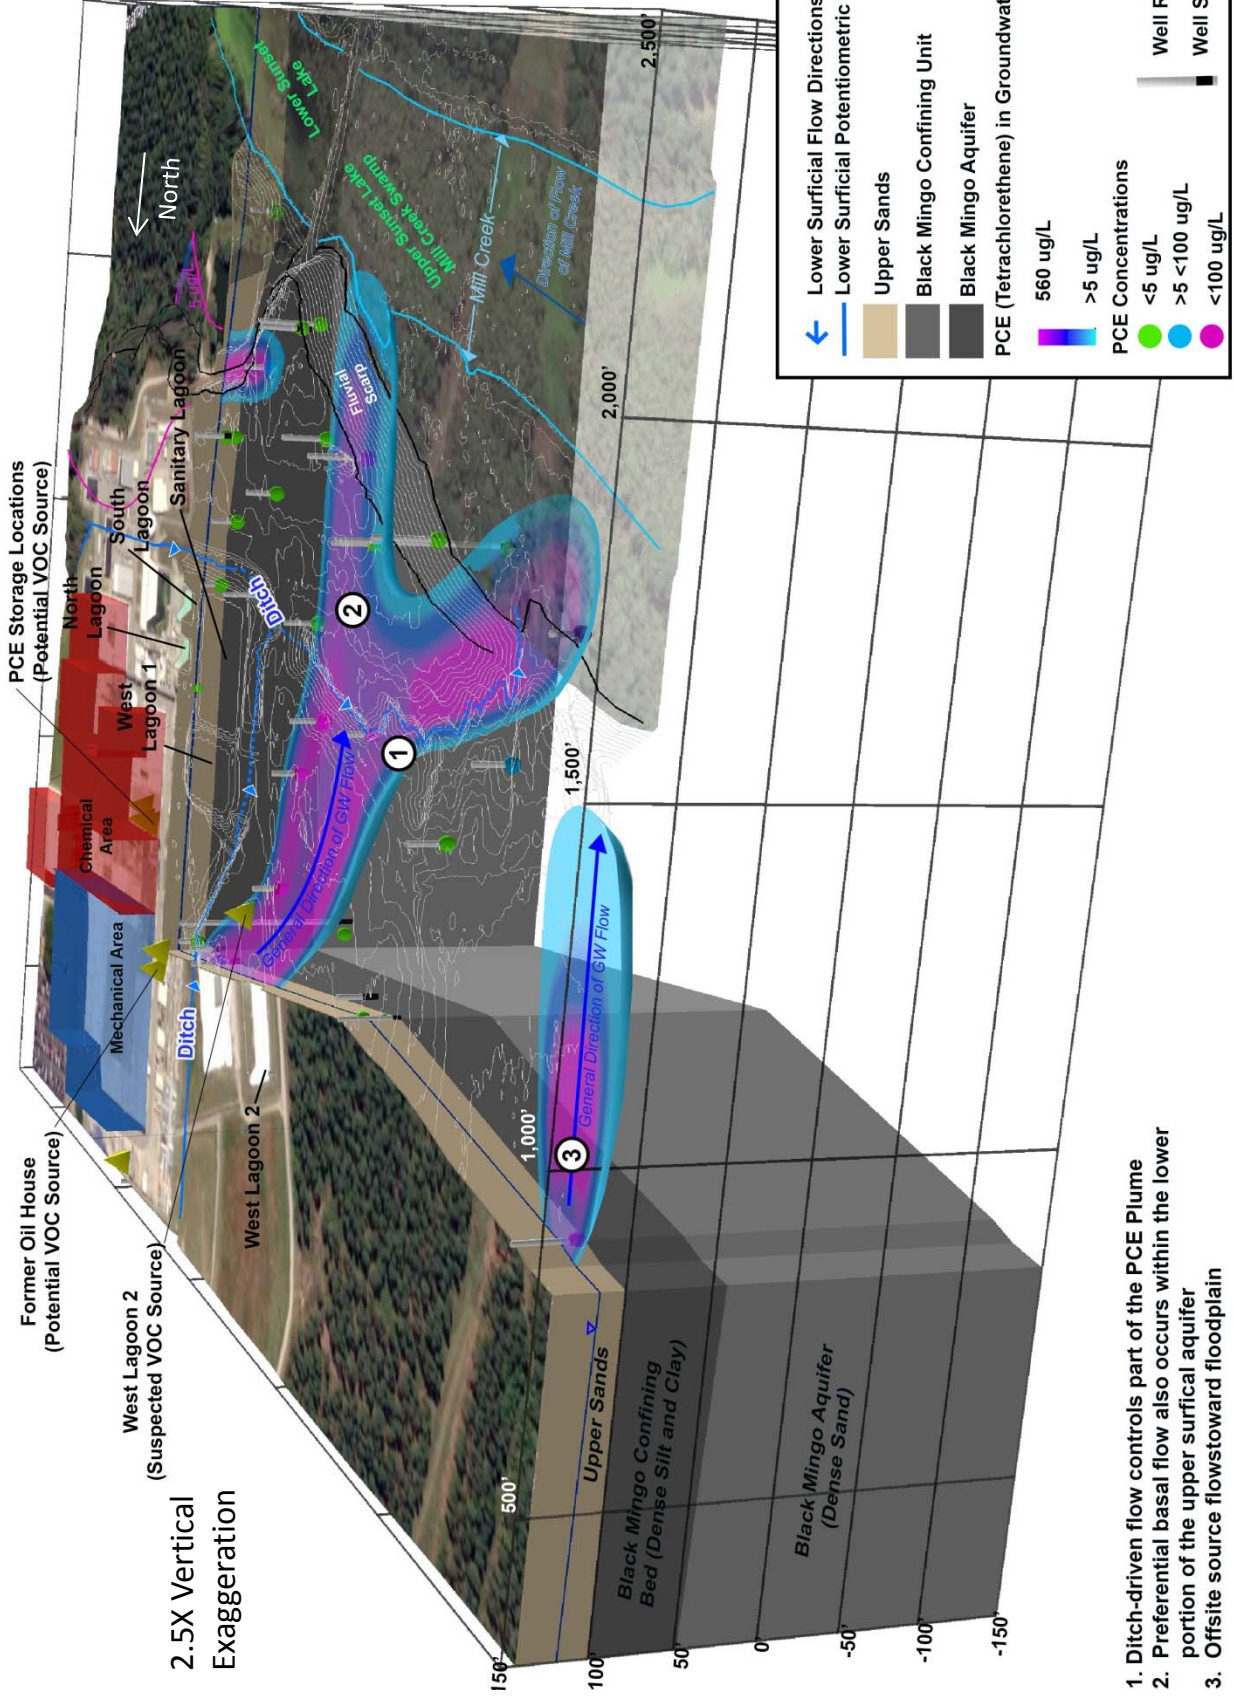 2.5X Vertical
Exaggeration
Former Oil House
(Potential VOC Source)
West Lagoon 2
(Suspected VOC Source)
PCE Storage Locations
(Potential VOC Source)
North
Mechanical Area
Chemical
Area
West
Lagoon 1
North
Lagoon
South
Lagoon
Sanitary Lagoon
5 ug/L
Ditch
Ditch
West Lagoon 2
General Direction of GW Flow
1
2
Fluvial
Scarp
Lower Sunset
Lake
Upper Sunset Lake
Mill Creek Swamp
Mill Creek
Direction of Flow
of Mill Creek
3
General Direction of GW Flow
500'
1,000'
1,500'
2,000'
2,500'
150'
100'
50'
0'
-50'
-100'
-150'
Upper Sands
Black Mingo Confining
Bed (Dense Silt and Clay)
Black Mingo Aquifer
(Dense Sand)
Lower Surficial Flow Directions
Lower Surficial Potentiometric
Upper Sands
Black Mingo Confining Unit
Black Mingo Aquifer
PCE (Tetrachlorethene) in Groundwat
560 ug/L
>5 ug/L
PCE Concentrations
<5 ug/L
>5 <100 ug/L
<100 ug/L
Well R
Well S
1. Ditch-driven flow controls part of the PCE Plume
2. Preferential basal flow also occurs within the lower
portion of the upper surfical aquifer
3. Offsite source flowstoward floodplain